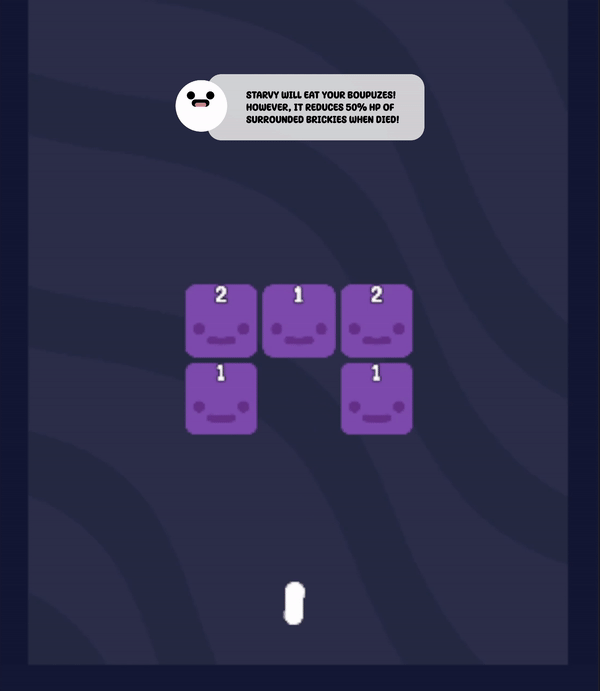 STARVY WILL EAT YOUR BOUPUZES!
HOWEVER, IT REDUCES 50% HP OF
SURROUNDED BRICKIES WHEN DIED!
2 1 2
1 1